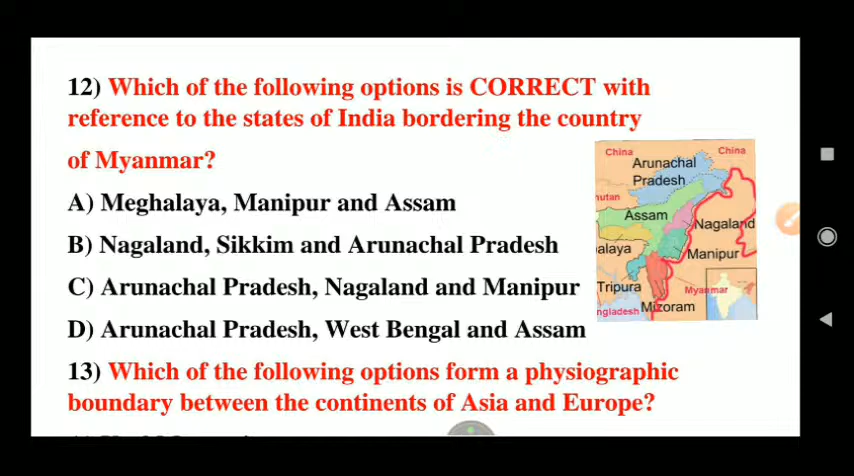 12) Which of the following options is CORRECT with
reference to the states of India bordering the country
of Myanmar?
A) Meghalaya, Manipur and Assam
B) Nagaland, Sikkim and Arunachal Pradesh
C) Arunachal Pradesh, Nagaland and Manipur
D) Arunachal Pradesh, West Bengal and Assam
China
China
Arunachal
Pradesh
hutan
Assam
Nagaland
alaya
Manipur
Tripura
Myanmar
ngladesh
Mizoram
13) Which of the following options form a physiographic
boundary between the continents of Asia and Europe?